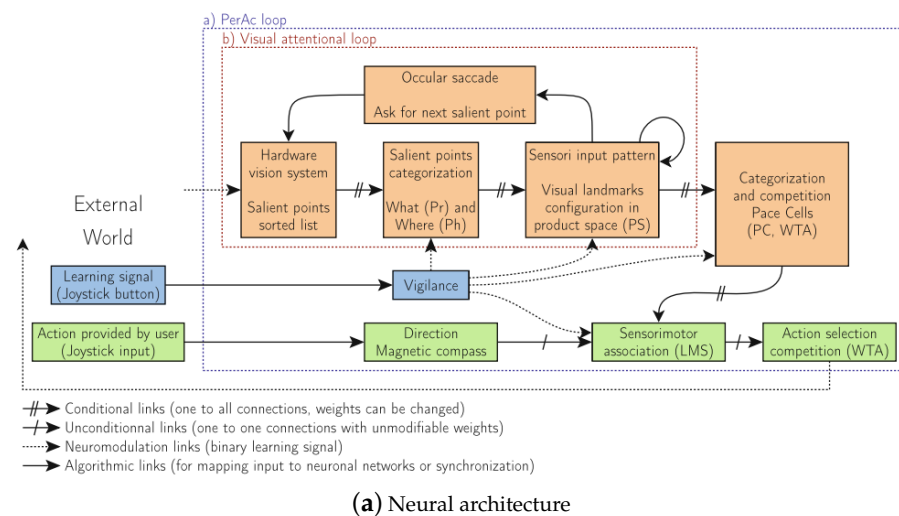 a) PerAc loop
b) Visual attentional loop
Occular saccade
Ask for next salient point
Hardware
vision system
Salient points
sorted list
Salient points
categorization
What (Pr) and
Where (Ph)
Sensori input pattern
Visual landmarks
configuration in
product space (PS)
Categorization
and competition
Pace Cells
(PC, WTA)
External
World
Learning signal
(Joystick button)
Vigilance
Action provided by user
(Joystick input)
Direction
Magnetic compass
Sensorimotor
association (LMS)
Action selection
competition (WTA)
Conditional links (one to all connections, weights can be changed)
Unconditionnal links (one to one connections with unmodifiable weights)
Neuromodulation links (binary learning signal)
Algorithmic links (for mapping input to neuronal networks or synchronization)
(a) Neural architecture